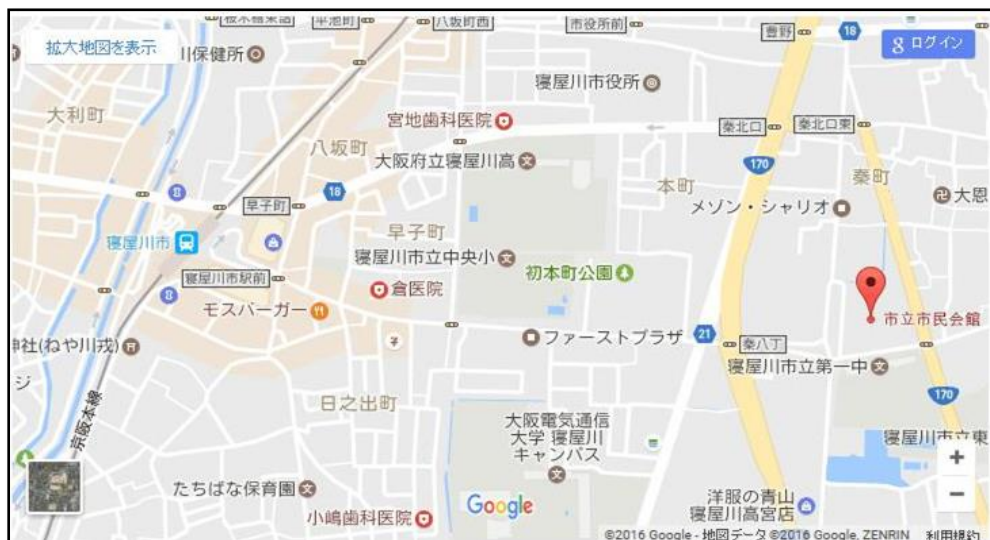 平池町
八坂町西
市役所前
豊野
18
拡大地図を表示
川保健所
ログイン
寝屋川市役所
大利町
宮地歯科医院
秦北口
秦北口東
八坂町
大阪府立寝屋川高
170
本町
秦町
18
メゾン・シャリオ
大恩
早子町
早子町
寝屋川市
寝屋川市立中央小
初本町公園
寝屋川市駅前
倉医院
モスバーガー
市立市民会館
神社(ねや川戎)
ファーストプラザ
21
秦八丁
寝屋川市立第一中
ジ
日之出町
170
京阪本線
大阪電気通信
大学 寝屋川
キャンパス
寝屋川市立東
たちばな保育園
Google
洋服の青山
寝屋川高宮店
小嶋歯科医院
©2016 Google - 地図データ ©2016 Google, ZENRIN
利用規約